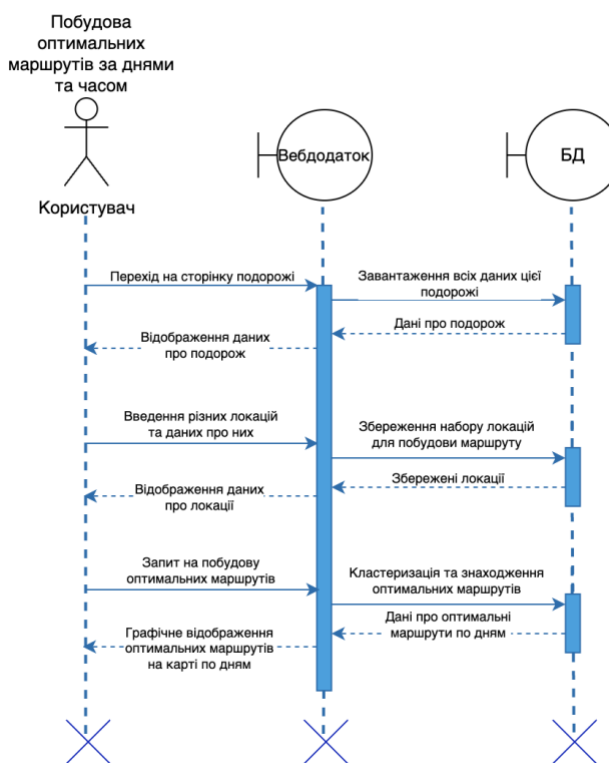 Побудова
оптимальних
маршрутів за днями
та часом
Вебдодаток
БД
Користувач
Перехід на сторінку подорожі
Завантаження всіх даних цієї
подорожі
Дані про подорож
Відображення даних
про подорож
Введення різних локацій
та даних про них
Збереження набору локацій
для побудови маршруту
Збережені локації
Відображення даних
про локації
Запит на побудову
оптимальних маршрутів
Кластеризація та знаходження
оптимальних маршрутів
Дані про оптимальні
маршрути по дням
Графічне відображення
оптимальних маршрутів
на карті по дням